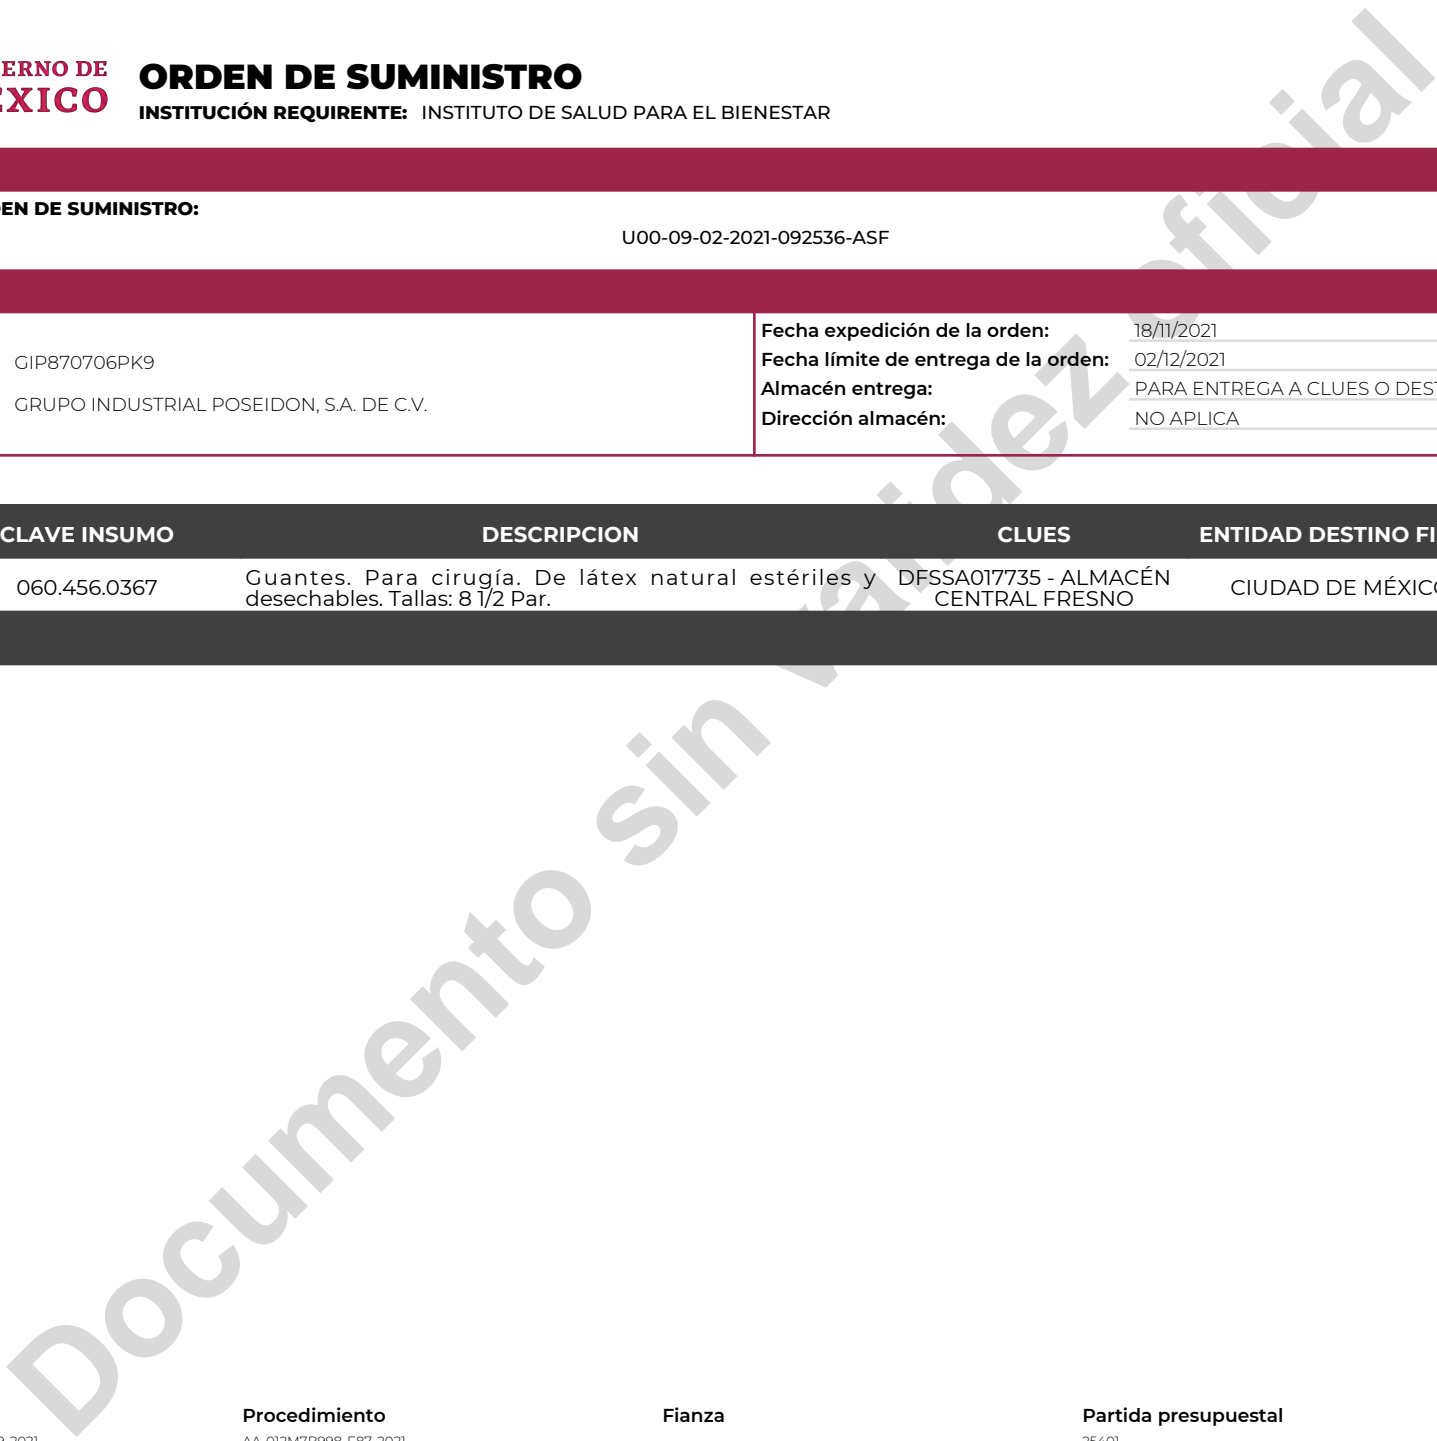 ERNO DE
ÉXICO
ORDEN DE SUMINISTRO
INSTITUCIÓN REQUIRENTE: INSTITUTO DE SALUD PARA EL BIENESTAR
EN DE SUMINISTRO:
U00-09-02-2021-092536-ASF
GIP870706PK9
GRUPO INDUSTRIAL POSEIDON, S.A. DE C.V.
Fecha expedición de la orden: 18/11/2021
Fecha límite de entrega de la orden: 02/12/2021
Almacén entrega: PARA ENTREGA A CLUES O DEST
Dirección almacén: NO APLICA
CLAVE INSUMO DESCRIPCION CLUES ENTIDAD DESTINO FI
060.456.0367
Guantes. Para cirugía. De látex natural estériles y
desechables. Tallas: 8 1/2 Par.
DFSSA017735 - ALMACÉN
CENTRAL FRESNO
CIUDAD DE MÉXICO
Documento sin validez oficial
Procedimiento Fianza Partida presupuestal